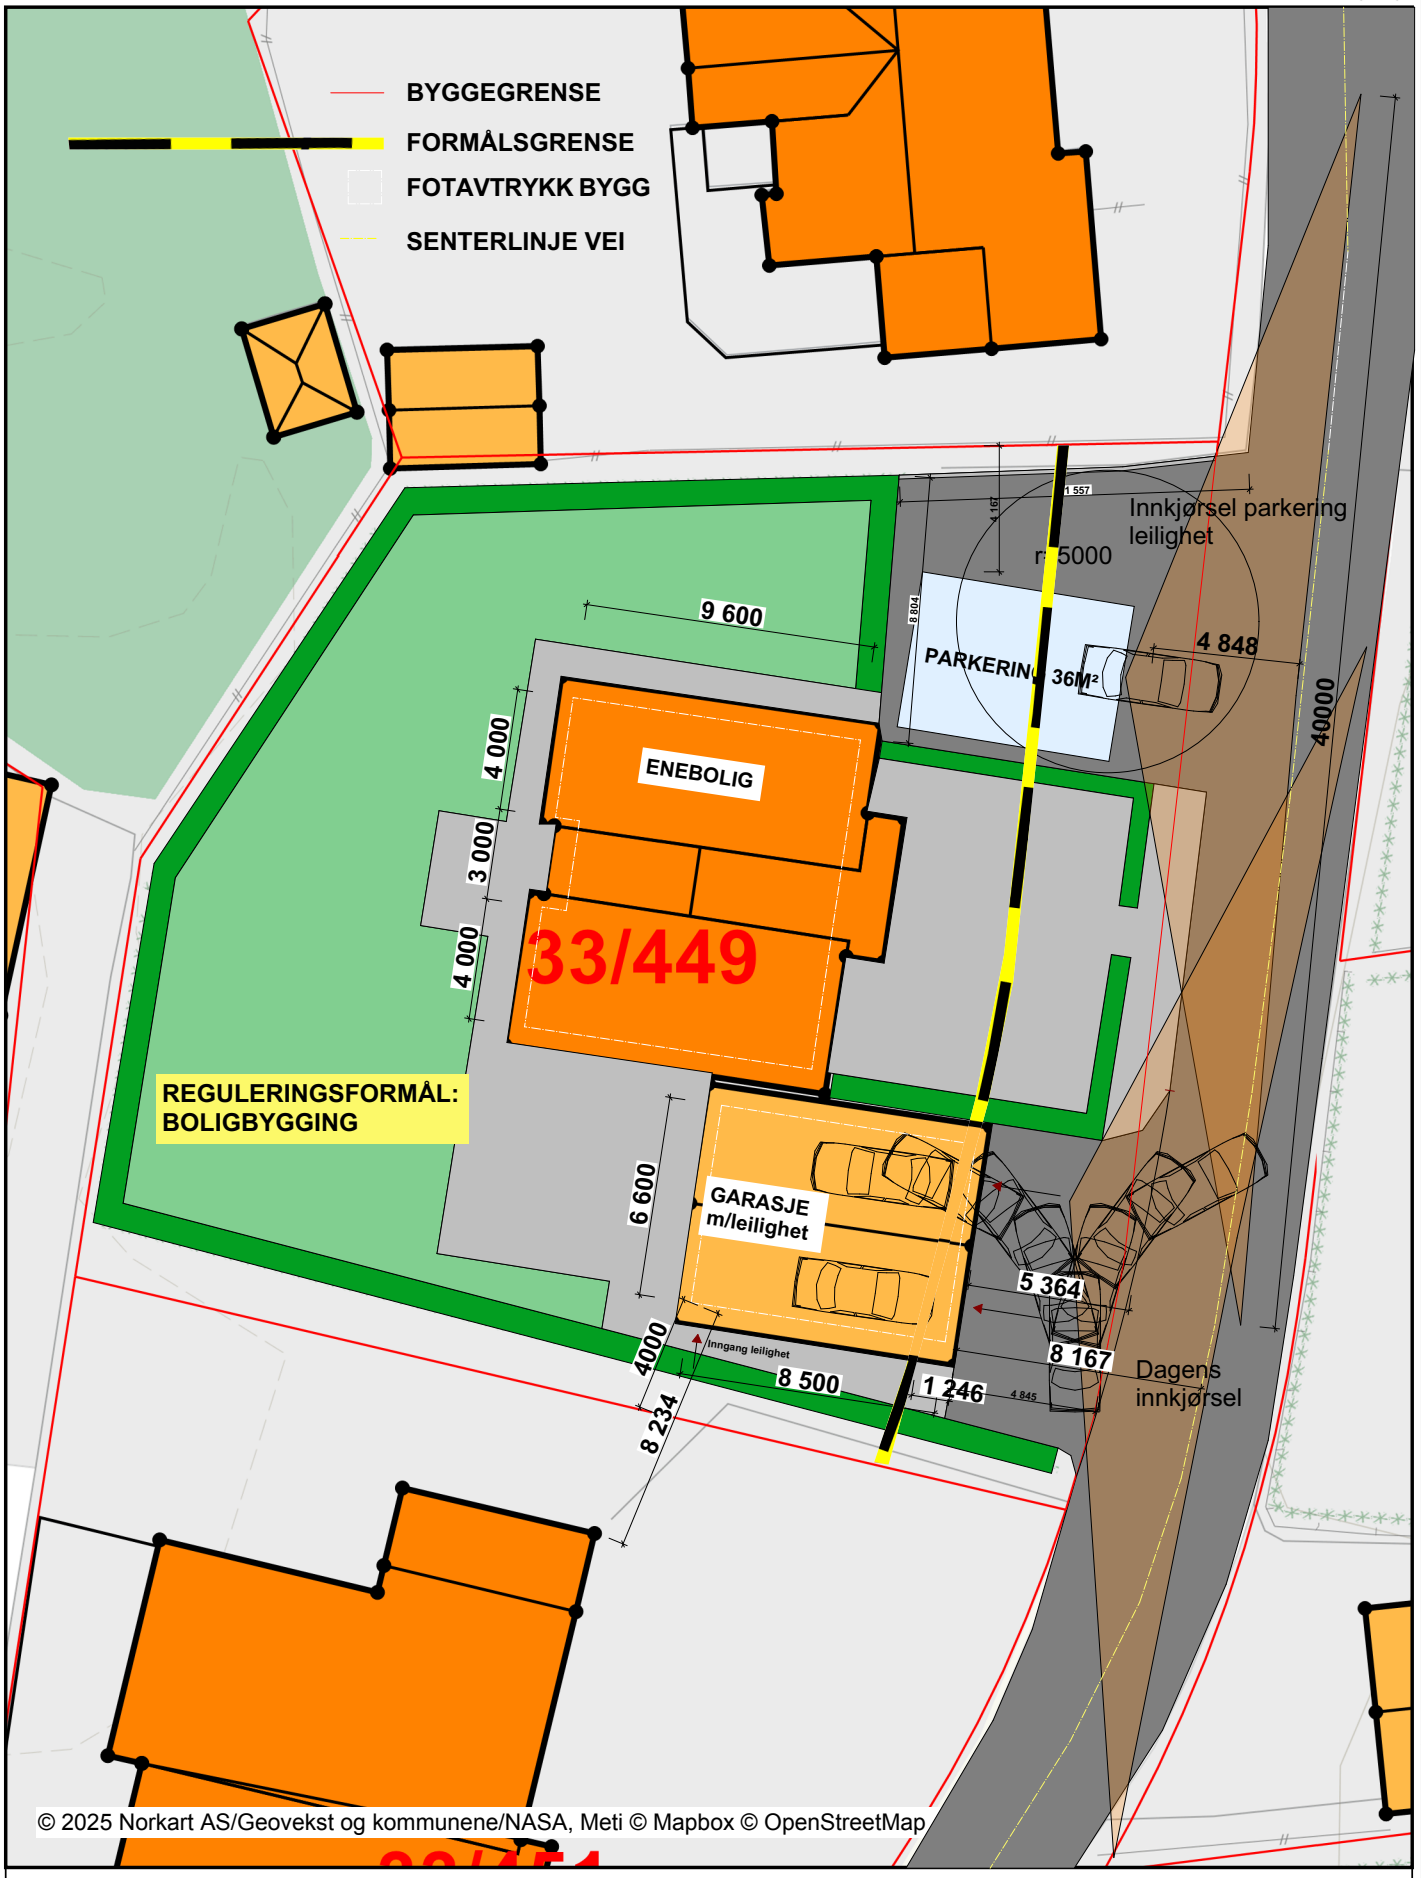 BYGGEGRENSE
FORMÅLSGRENSE
FOTAVTRYKK BYGG
SENTERLINJE VEI
1 557
4 167
Innkjørsel parkering
leilighet
r=5000
8 804
9 600
4 848
PARKERING 36M²
40000
4 000
ENEBOLIG
3 000
4 000
33/449
REGULERINGSFORMÅL:
BOLIGBYGGING
6 600
GARASJE
m/leilighet
5 364
4000
Inngang leilighet
8 167
8 500
1 246
4 845
Dagens
innkjørsel
8 234
© 2025 Norkart AS/Geovekst og kommunene/NASA, Meti © Mapbox © OpenStreetMap